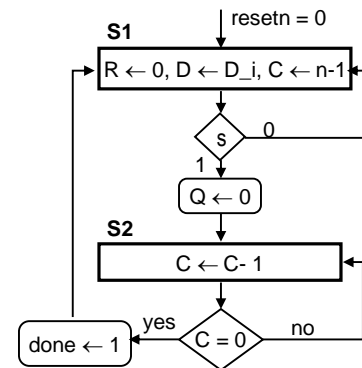 resetn = 0
S1
R ← 0, D ← D_i, C ← n-1
s
0
1
Q ← 0
S2
C ← C- 1
yes
C = 0
no
done ← 1